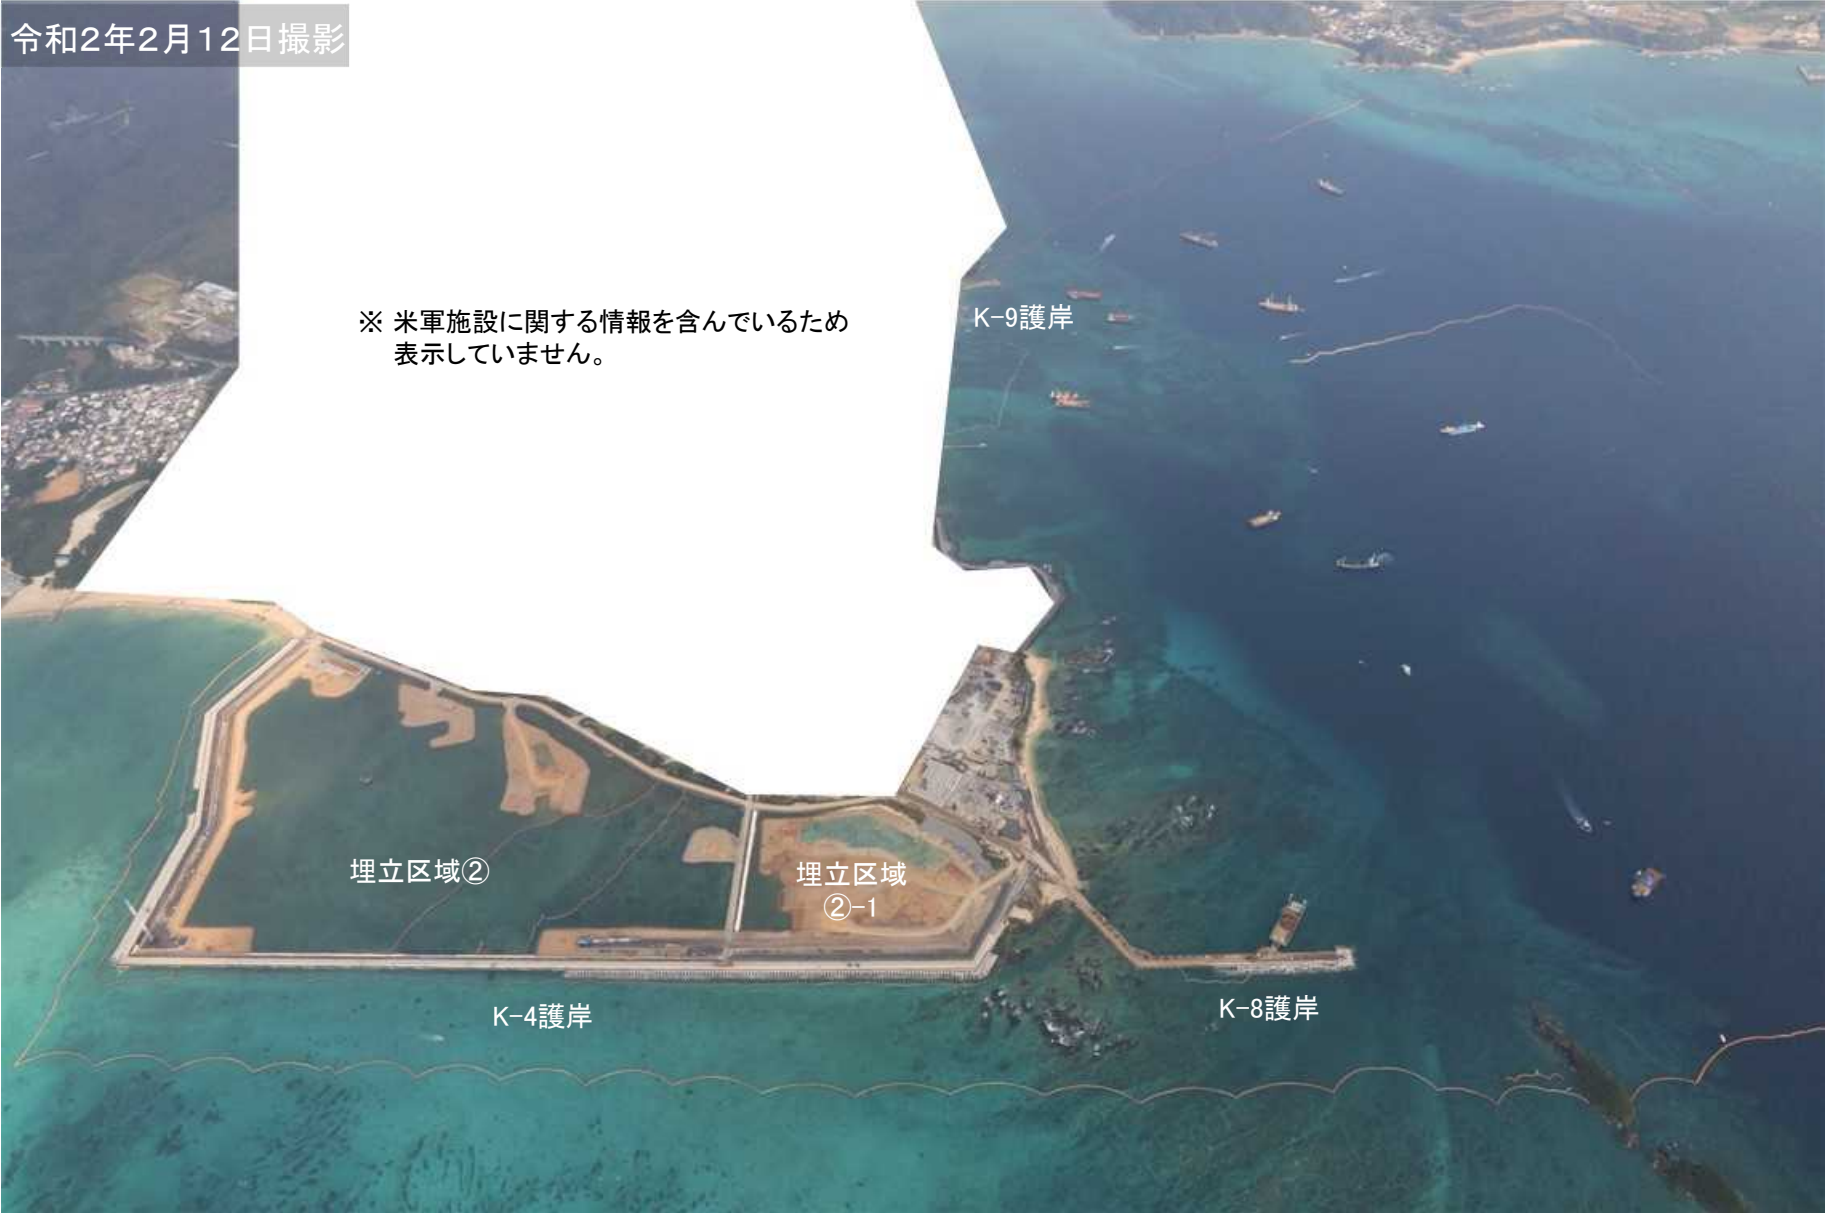 令和2年2月12日撮影
※ 米軍施設に関する情報を含んでいるため
表示していません。
K-9護岸
埋立区域②
埋立区域
②-1
K-4護岸
K-8護岸